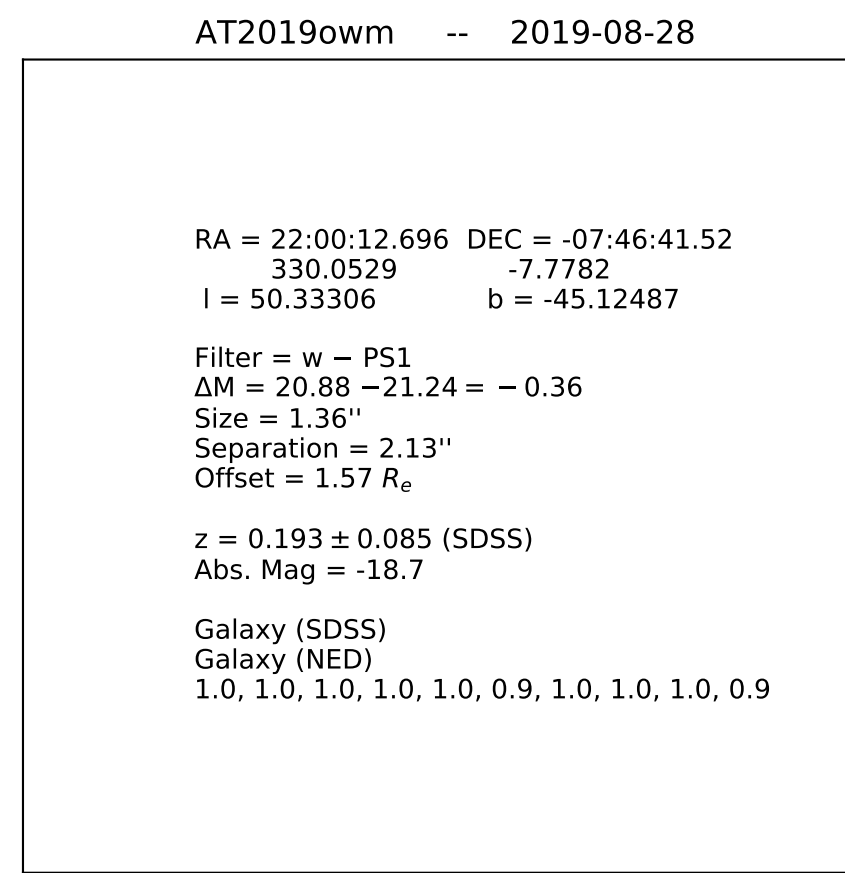 AT2019owm -- 2019-08-28
RA = 22:00:12.696 DEC = -07:46:41.52
330.0529 -7.7782
l = 50.33306 b = -45.12487
Filter = w − PS1
ΔM = 20.88 −21.24 = − 0.36
Size = 1.36''
Separation = 2.13''
Offset = 1.57 Rₑ
z = 0.193 ± 0.085 (SDSS)
Abs. Mag = -18.7
Galaxy (SDSS)
Galaxy (NED)
1.0, 1.0, 1.0, 1.0, 1.0, 0.9, 1.0, 1.0, 1.0, 0.9